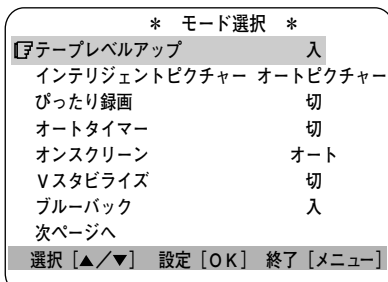 ＊ モード選択 ＊
☞テープレベルアップ 入
インテリジェントピクチャー オートピクチャー
ぴったり録画 切
オートタイマー 切
オンスクリーン オート
Vスタビライズ 切
ブルーバック 入
次ページへ
選択［▲／▼］ 設定［OK］ 終了［メニュー］